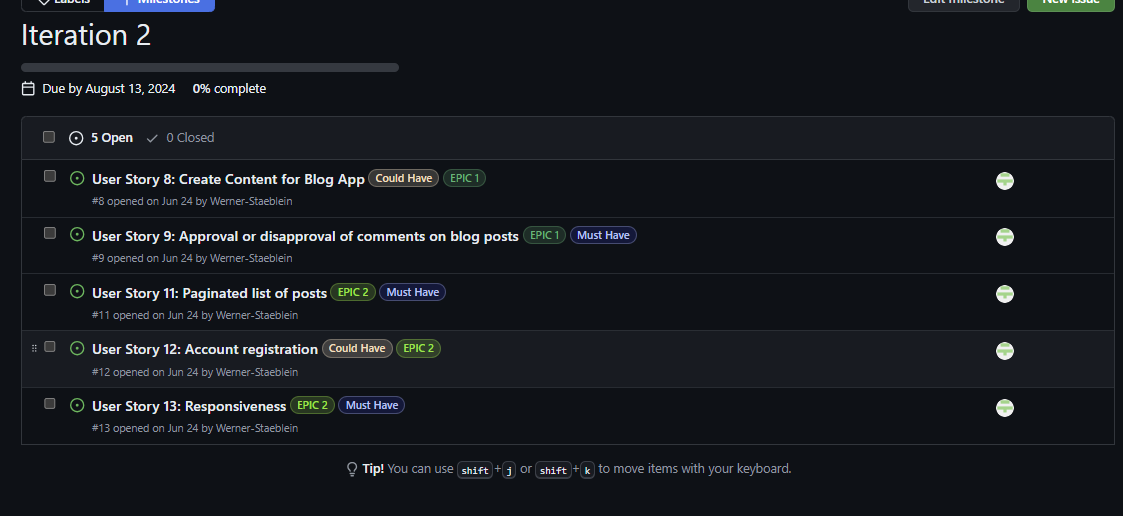 Labels Milestones Edit milestone New issue
Iteration 2
Due by August 13, 2024 0% complete
5 Open 0 Closed
User Story 8: Create Content for Blog App Could Have EPIC 1
#8 opened on Jun 24 by Werner-Staeblein
User Story 9: Approval or disapproval of comments on blog posts EPIC 1 Must Have
#9 opened on Jun 24 by Werner-Staeblein
User Story 11: Paginated list of posts EPIC 2 Must Have
#11 opened on Jun 24 by Werner-Staeblein
User Story 12: Account registration Could Have EPIC 2
#12 opened on Jun 24 by Werner-Staeblein
User Story 13: Responsiveness EPIC 2 Must Have
#13 opened on Jun 24 by Werner-Staeblein
Tip! You can use shift+j or shift+k to move items with your keyboard.